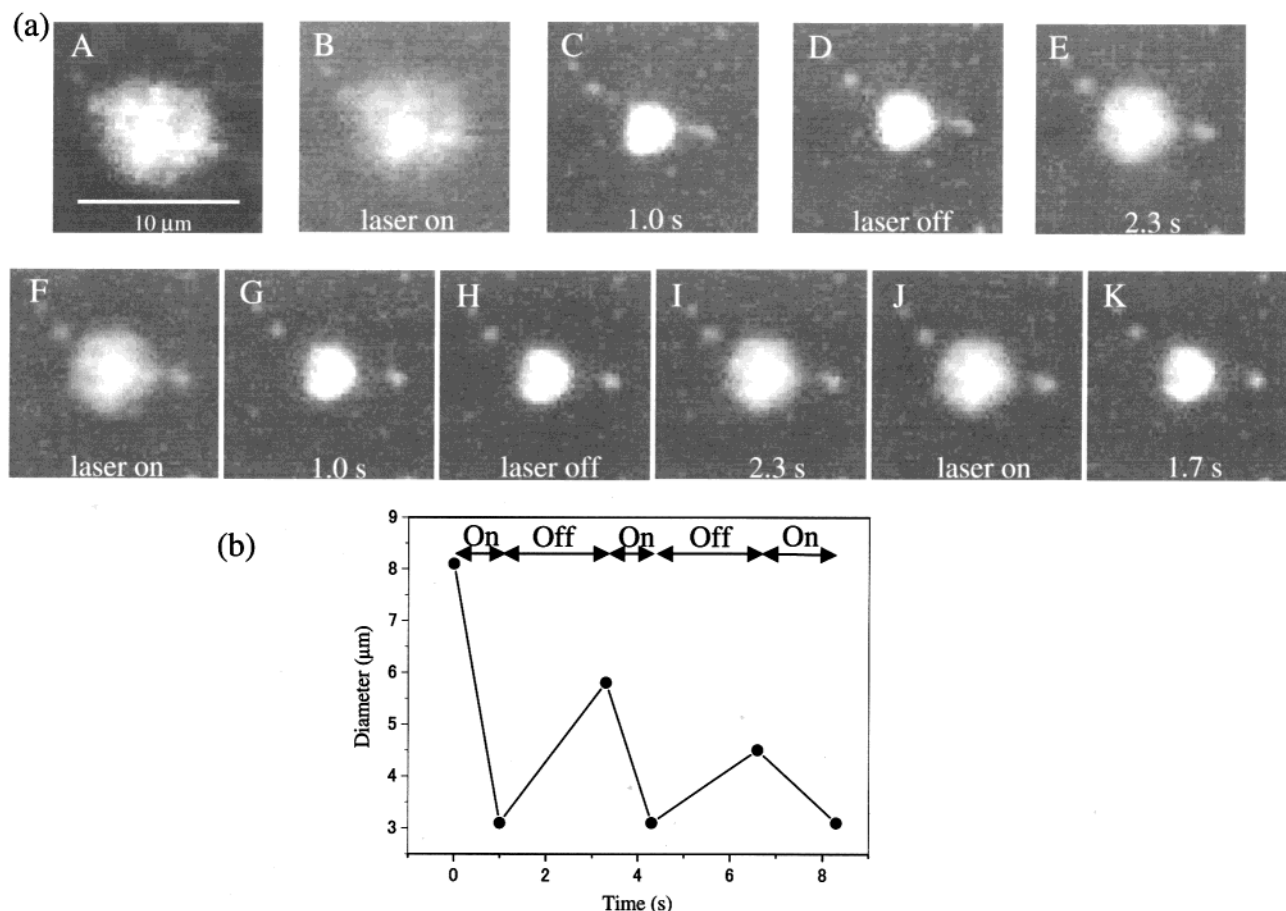 (a)
A
B
C
D
E
10 µm
laser on
1.0 s
laser off
2.3 s
F
G
H
I
J
K
laser on
1.0 s
laser off
2.3 s
laser on
1.7 s
(b)
On
Off
On
Off
On
9
8
7
6
5
4
3
Diameter (µm)
0
2
4
6
8
Time (s)